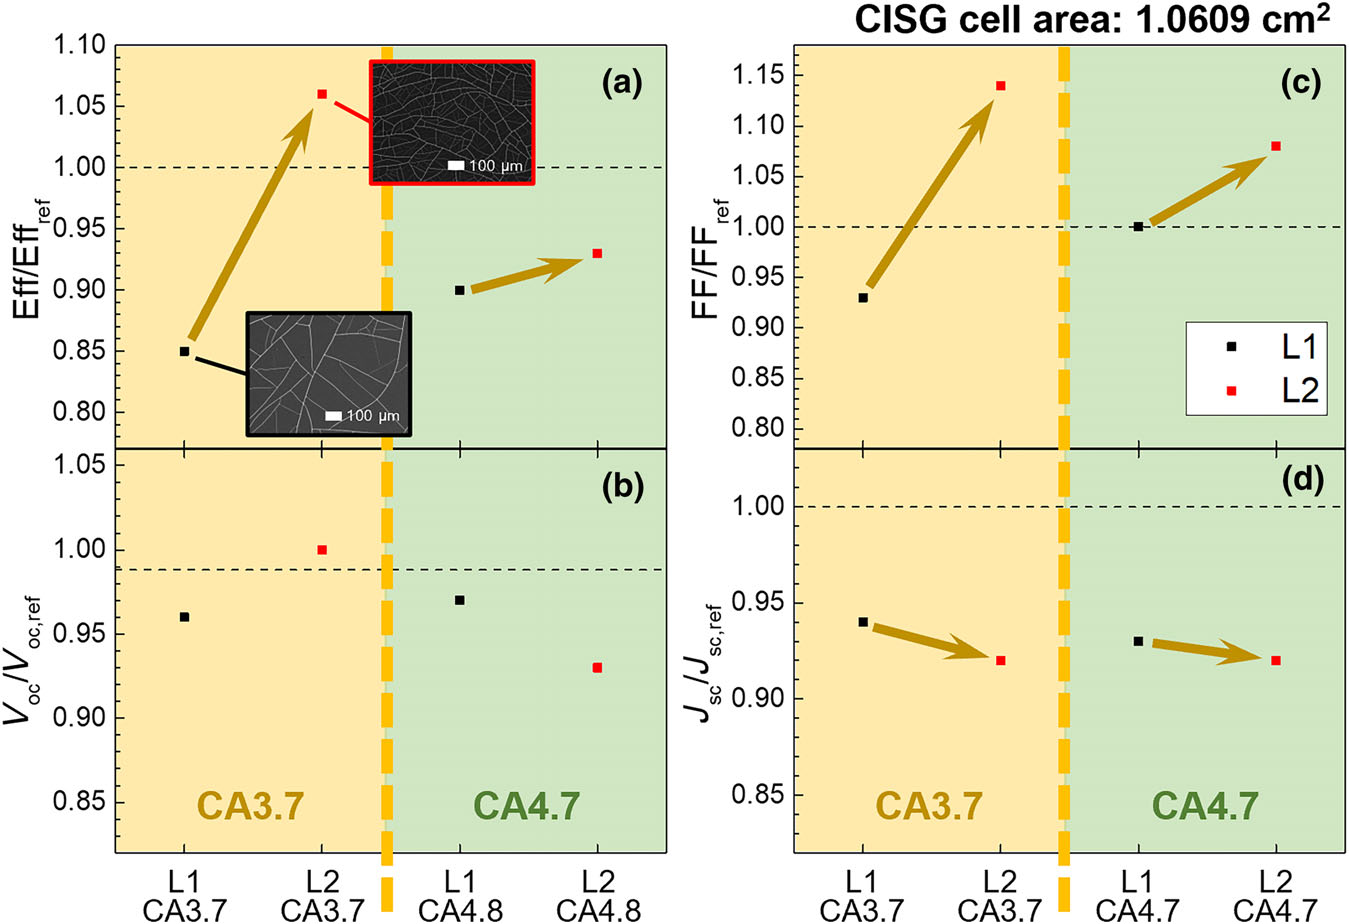 CISG cell area: 1.0609 cm²
(a)
Eff/Eff_ref
1.10
1.05
1.00
0.95
0.90
0.85
0.80
100 µm
100 µm
(b)
V_oc/V_oc,ref
1.05
1.00
0.95
0.90
0.85
CA3.7
CA4.7
L1
CA3.7
L2
CA3.7
L1
CA4.8
L2
CA4.8
(c)
FF/FF_ref
1.15
1.10
1.05
1.00
0.95
0.90
0.85
0.80
L1
L2
(d)
J_sc/J_sc,ref
1.00
0.95
0.90
0.85
CA3.7
CA4.7
L1
CA3.7
L2
CA3.7
L1
CA4.7
L2
CA4.7